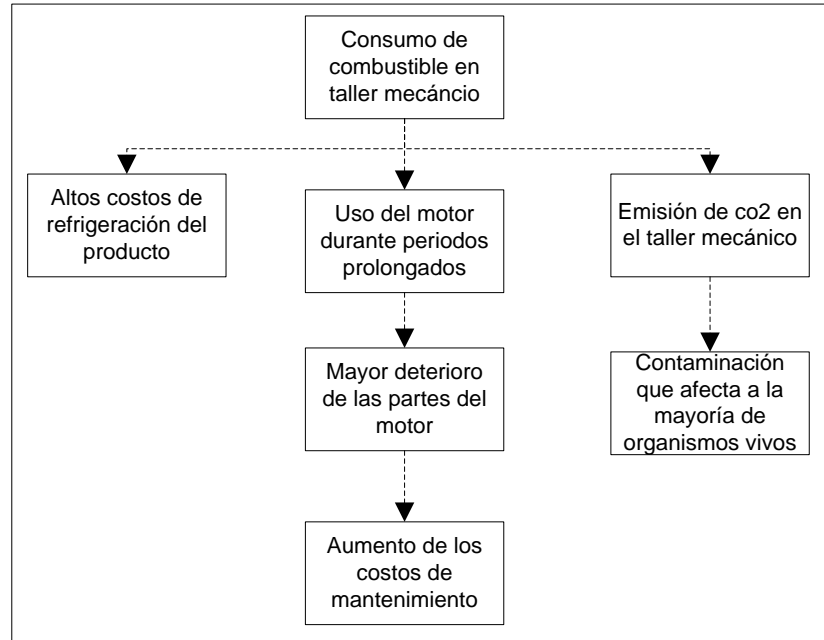 Consumo de
combustible en
taller mecáncio
Altos costos de
refrigeración del
producto
Uso del motor
durante periodos
prolongados
Emisión de co2 en
el taller mecánico
Mayor deterioro
de las partes del
motor
Contaminación
que afecta a la
mayoría de
organismos vivos
Aumento de los
costos de
mantenimiento